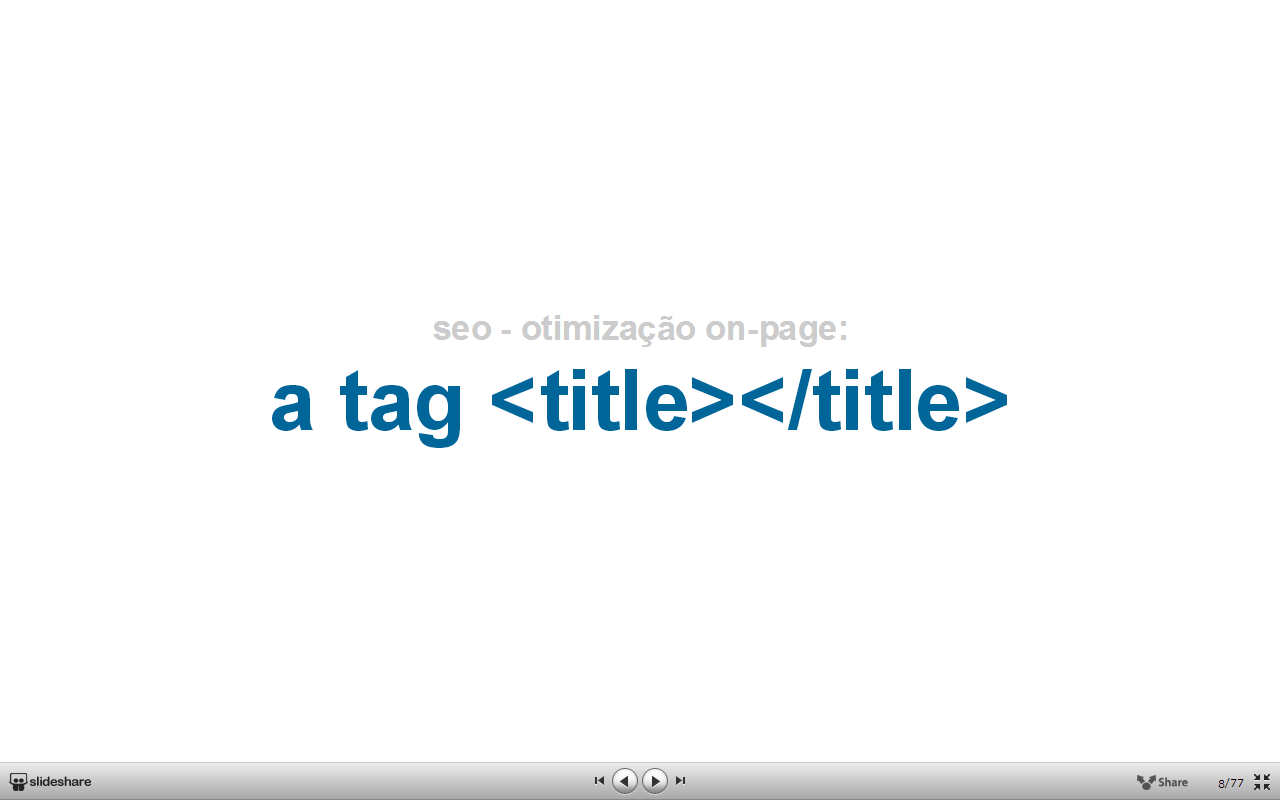 seo - otimização on-page:
a tag <title></title>
slideshare
Share
8/77